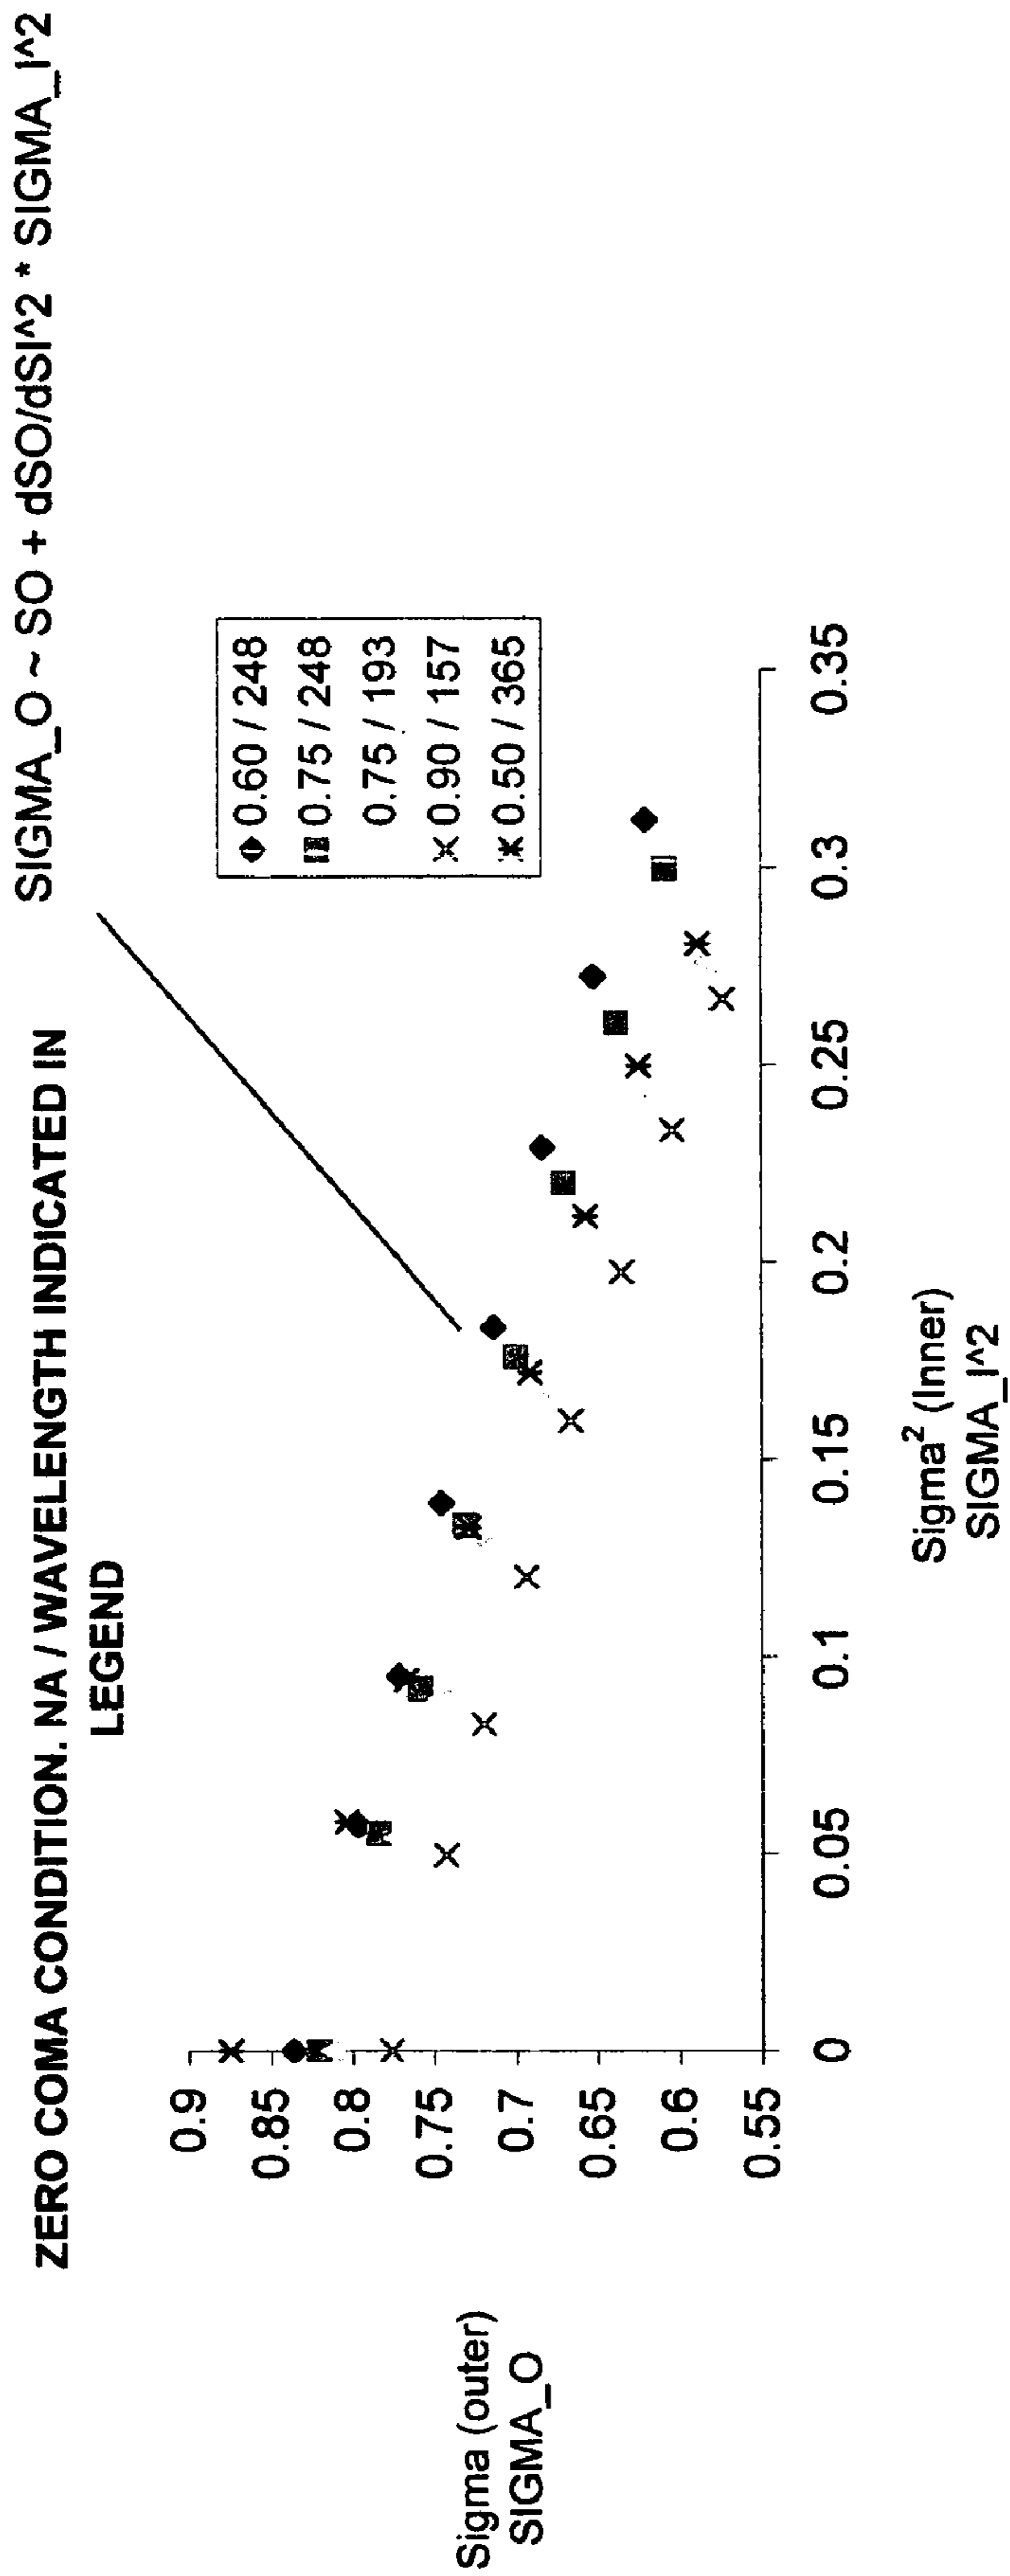 ZERO COMA CONDITION. NA / WAVELENGTH INDICATED IN
LEGEND
SIGMA_O ~ SO + dSO/dSI^2 * SIGMA_I^2
0.60 / 248
0.75 / 248
0.75 / 193
0.90 / 157
0.50 / 365
Sigma (outer)
SIGMA_O
0.9
0.85
0.8
0.75
0.7
0.65
0.6
0.55
0
0.05
0.1
0.15
0.2
0.25
0.3
0.35
Sigma² (Inner)
SIGMA_I^2